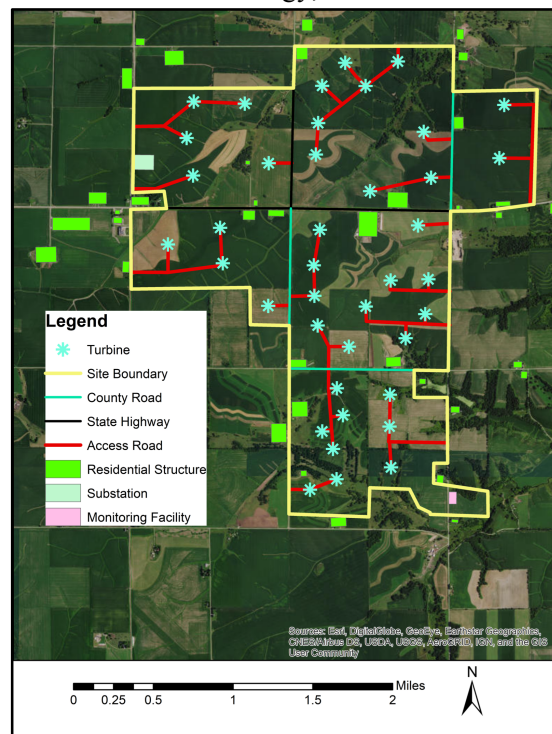 Legend
Turbine
Site Boundary
County Road
State Highway
Access Road
Residential Structure
Substation
Monitoring Facility
Sources: Esri, DigitalGlobe, GeoEye, Earthstar Geographics,
CNES/Airbus DS, USDA, USGS, AeroGRID, IGN, and the GIS
User Community
Miles
0 0.25 0.5 1 1.5 2
N